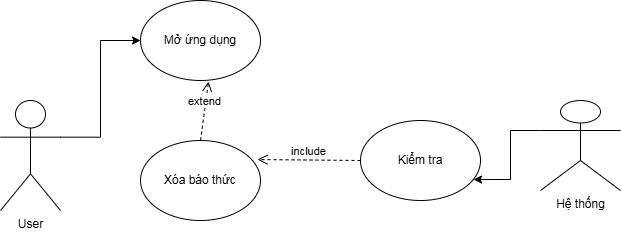 Mở ứng dụng
extend
include
Xóa báo thức
Kiểm tra
User
Hệ thống